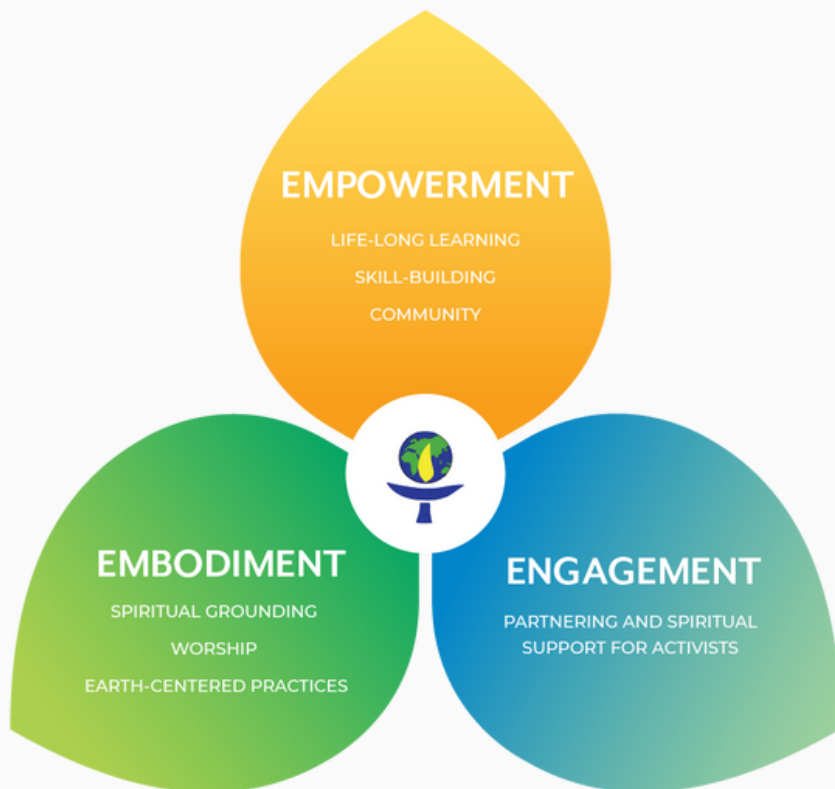 EMPOWERMENT
LIFE-LONG LEARNING
SKILL-BUILDING
COMMUNITY
EMBODIMENT
SPIRITUAL GROUNDING
WORSHIP
EARTH-CENTERED PRACTICES
ENGAGEMENT
PARTNERING AND SPIRITUAL
SUPPORT FOR ACTIVISTS